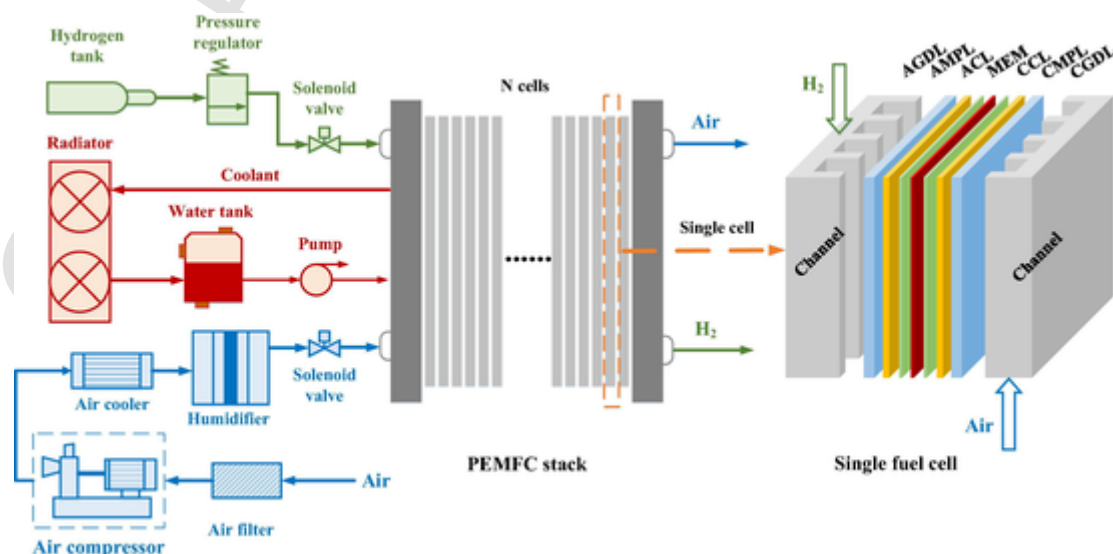 Hydrogen
tank
Pressure
regulator
Solenoid
valve
N cells
Air
H2
AGDL
AMPL
ACL
MEM
CCL
CMPL
CGDL
Radiator
Coolant
Water tank
Pump
Single cell
Channel
Channel
H2
Air cooler
Humidifier
Solenoid
valve
Air
PEMFC stack
Single fuel cell
Air
Air filter
Air compressor